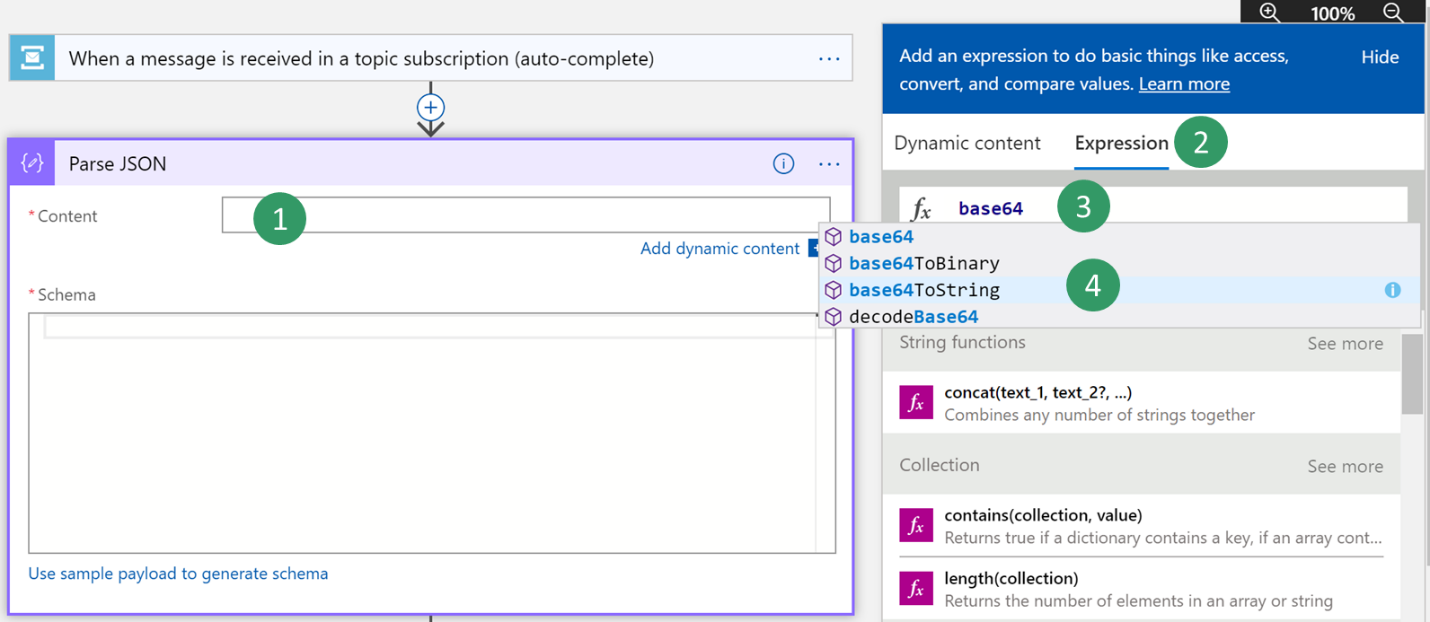 100%
When a message is received in a topic subscription (auto-complete)
...
Parse JSON
...
* Content
1
Add dynamic content
* Schema
Use sample payload to generate schema
Add an expression to do basic things like access,
Hide
convert, and compare values. Learn more
Dynamic content
Expression
2
fx
base64
3
base64
base64ToBinary
base64ToString
4
decodeBase64
String functions
See more
fx
concat(text_1, text_2?, ...)
Combines any number of strings together
Collection
See more
fx
contains(collection, value)
Returns true if a dictionary contains a key, if an array cont...
fx
length(collection)
Returns the number of elements in an array or string